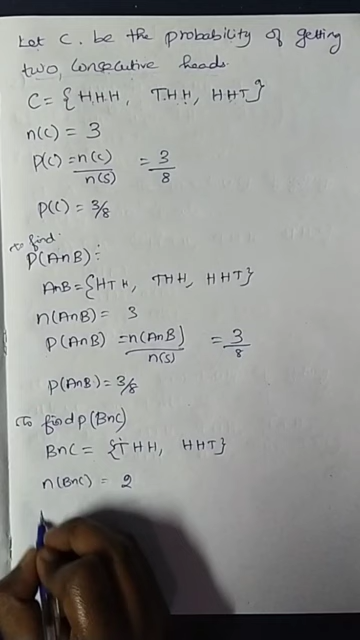 Let C. be the probability of getting
two, consecutive heads.
C = {HHH, THH, HHT}
n(C) = 3
P(C) = n(C)/n(S) = 3/8
P(C) = 3/8
To find:
P(A∩B):
A∩B = {HTH, THH, HHT}
n(A∩B) = 3
P(A∩B) = n(A∩B)/n(S) = 3/8
P(A∩B) = 3/8
To find P(B∩C)
B∩C = {THH, HHT}
n(B∩C) = 2